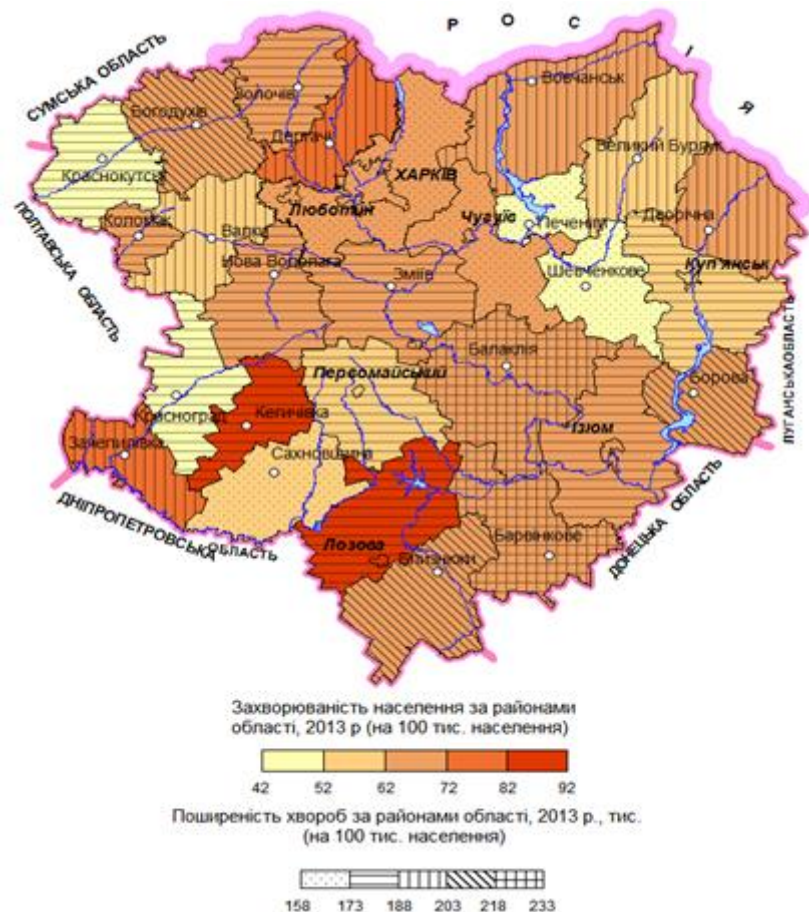 РОСІЯ
СУМСЬКА ОБЛАСТЬ
Золочів
Вовчанськ
Богодухів
Дергачі
Великий Бурлук
Краснокутськ
ХАРКІВ
Люботин
Чугуїв
Печеніги
Дворічна
Коломак
Валки
ПОЛТАВСЬКА ОБЛАСТЬ
Нова Водолага
Зміїв
Шевченкове
Куп'янськ
ЛУГАНСЬКАОБЛАСТЬ
Балаклія
Первомайський
Борова
Красноград
Кегичівка
Ізюм
Зачепилівка
Сахновщина
ДНІПРОПЕТРОВСЬКА ОБЛАСТЬ
ДОНЕЦЬКА ОБЛАСТЬ
Лозова
Близнюки
Барвінкове
Захворюваність населення за районами
області, 2013 р (на 100 тис. населення)
42 52 62 72 82 92
Поширеність хвороб за районами області, 2013 р., тис.
(на 100 тис. населення)
158 173 188 203 218 233